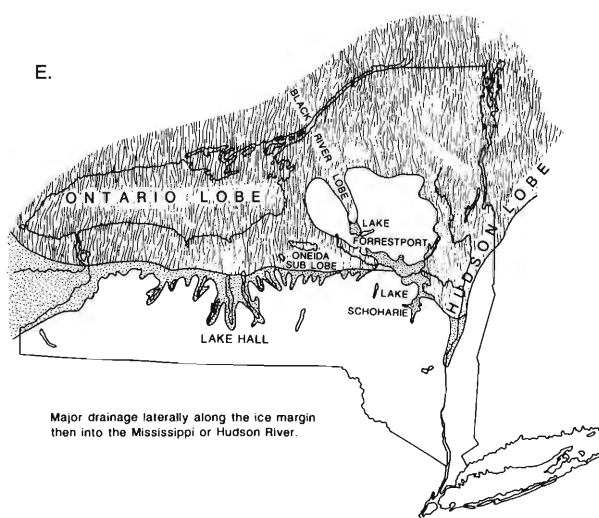 E.
BLACK RIVER LOBE
ONTARIO LOBE
LAKE
FORRESTPORT
ONEIDA
SUB LOBE
HUDSON LOBE
LAKE
SCHOHARIE
LAKE HALL
Major drainage laterally along the ice margin
then into the Mississippi or Hudson River.